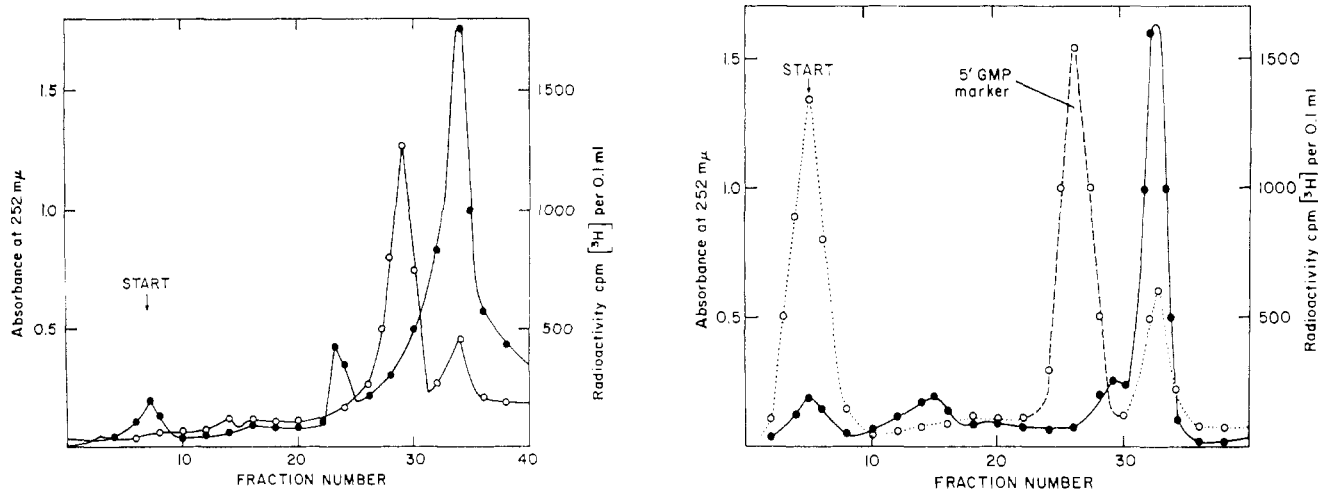 1.5
1.0
0.5
Absorbance at 252 mμ
START
1500
1000
500
Radioactivity cpm [³H] per 0.1 ml
10
20
30
40
FRACTION NUMBER
1.5
1.0
0.5
Absorbance at 252 mμ
START
5' GMP
marker
1500
1000
500
Radioactivity cpm [³H] per 0.1 ml
10
20
30
FRACTION NUMBER